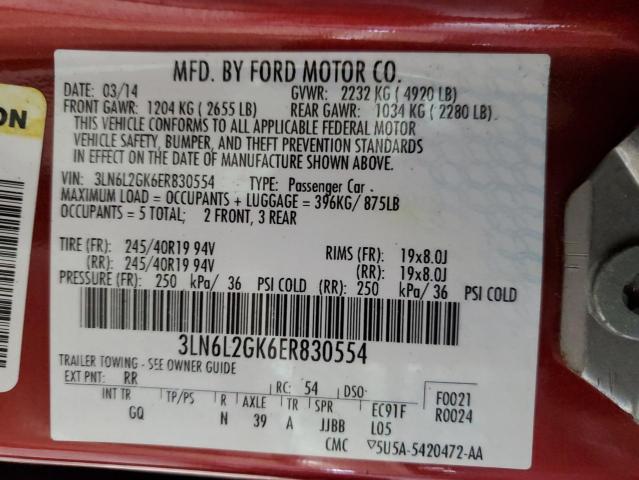 ON
MFD. BY FORD MOTOR CO.
DATE: 03/14 GVWR: 2232 KG ( 4920 LB)
FRONT GAWR: 1204 KG ( 2655 LB) REAR GAWR: 1034 KG ( 2280 LB)
THIS VEHICLE CONFORMS TO ALL APPLICABLE FEDERAL MOTOR
VEHICLE SAFETY, BUMPER, AND THEFT PREVENTION STANDARDS
IN EFFECT ON THE DATE OF MANUFACTURE SHOWN ABOVE.
VIN: 3LN6L2GK6ER830554 TYPE: Passenger Car
MAXIMUM LOAD = OCCUPANTS + LUGGAGE = 396KG/ 875LB
OCCUPANTS = 5 TOTAL; 2 FRONT, 3 REAR
TIRE (FR): 245/40R19 94V RIMS (FR): 19x8.0J
(RR): 245/40R19 94V (RR): 19x8.0J
PRESSURE (FR): 250 kPa/ 36 PSI COLD (RR): 250 kPa/ 36 PSI COLD
3LN6L2GK6ER830554
TRAILER TOWING - SEE OWNER GUIDE
EXT PNT: RR RC: 54 DSO: F0021
INT TR TP/PS R AXLE TR SPR EC91F R0024
GQ N 39 A JJBB L05
CMC ▽5U5A-5420472-AA